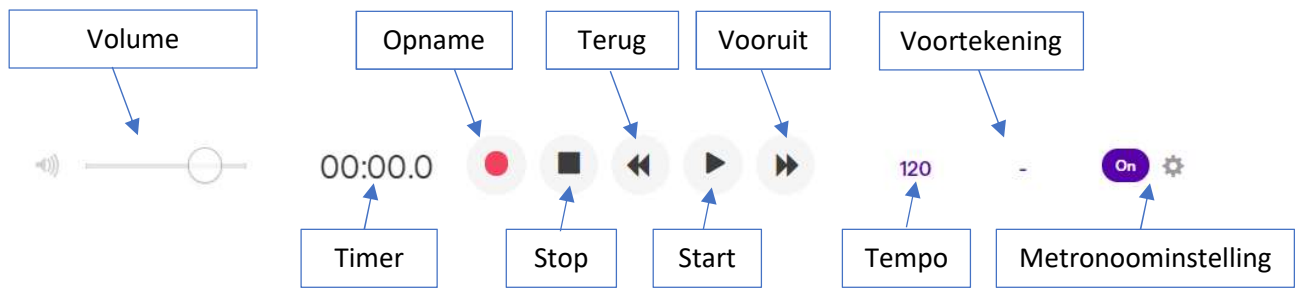 Volume Opname Terug Vooruit Voortekening
00:00.0 120 - On
Timer Stop Start Tempo Metronoominstelling